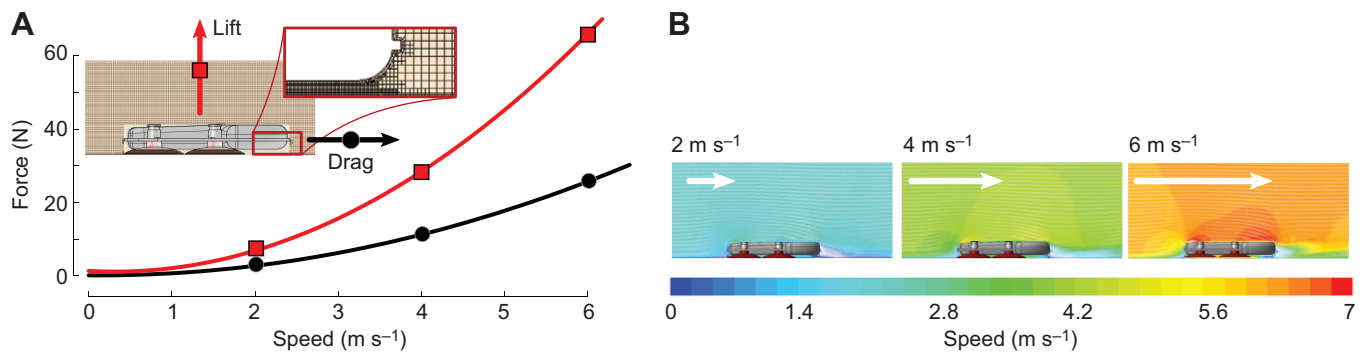 A
Lift
Drag
Force (N)
60
40
20
0
0 1 2 3 4 5 6
Speed (m s–1)
B
2 m s–1 4 m s–1 6 m s–1
0 1.4 2.8 4.2 5.6 7
Speed (m s–1)